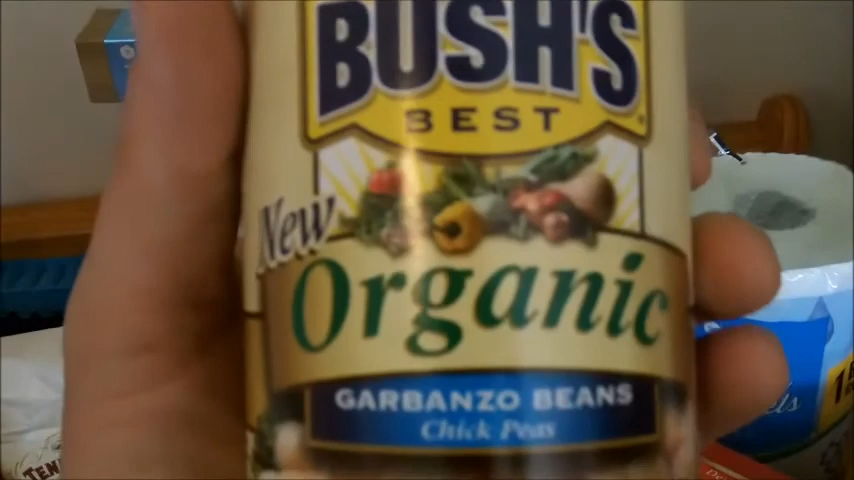 BUSH'S
BEST
New
Organic
GARBANZO BEANS
Chick Peas